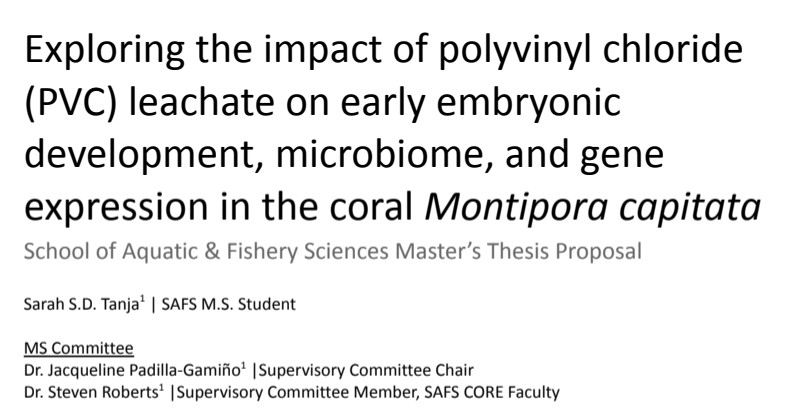 Exploring the impact of polyvinyl chloride
(PVC) leachate on early embryonic
development, microbiome, and gene
expression in the coral Montipora capitata
School of Aquatic & Fishery Sciences Master's Thesis Proposal
Sarah S.D. Tanja¹ | SAFS M.S. Student
MS Committee
Dr. Jacqueline Padilla-Gamiño¹ |Supervisory Committee Chair
Dr. Steven Roberts¹ |Supervisory Committee Member, SAFS CORE Faculty